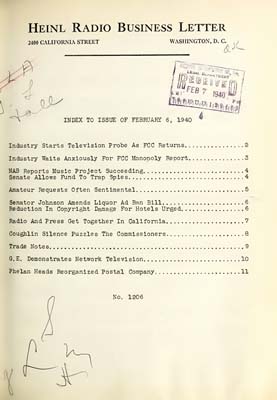 HEINL RADIO BUSINESS LETTER
2400 CALIFORNIA STREET WASHINGTON, D. C.
RECEIVED
FEB 7 1940
INDEX TO ISSUE OF FEBRUARY 6, 1940
Industry Starts Television Probe As FCC Returns...............2
Industry Waits Anxiously For FCC Monopoly Report..............3
NAB Reports Music Project Succeeding..........................4
Senate Allows Fund To Trap Spies..............................4
Amateur Requests Often Sentimental............................5
Senator Johnson Amends Liquor Ad Ban Bill.....................6
Reduction In Copyright Damage For Hotels Urged................6
Radio And Press Get Together In California....................7
Coughlin Silence Puzzles The Commissioners....................8
Trade Notes...................................................9
G.E. Demonstrates Network Television.........................10
Phelan Heads Reorganized Postal Company......................11
No. 1206